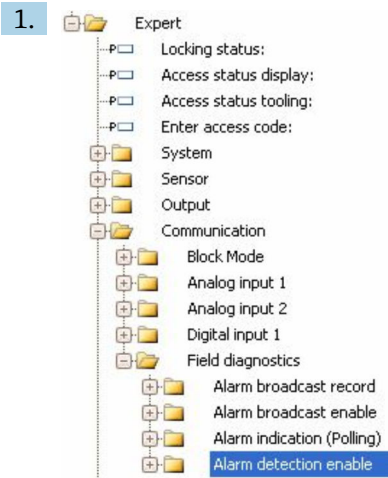 1.
Expert
Locking status:
Access status display:
Access status tooling:
Enter access code:
System
Sensor
Output
Communication
Block Mode
Analog input 1
Analog input 2
Digital input 1
Field diagnostics
Alarm broadcast record
Alarm broadcast enable
Alarm indication (Polling)
Alarm detection enable